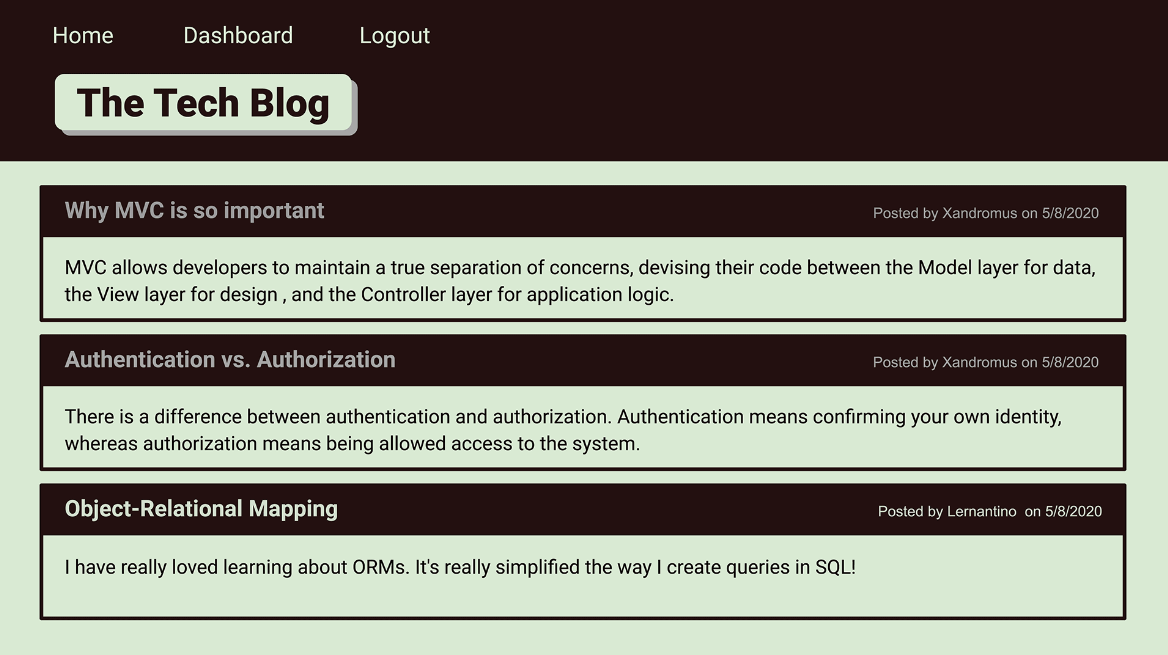 Home Dashboard Logout
The Tech Blog
Why MVC is so important Posted by Xandromus on 5/8/2020
MVC allows developers to maintain a true separation of concerns, devising their code between the Model layer for data,
the View layer for design , and the Controller layer for application logic.
Authentication vs. Authorization Posted by Xandromus on 5/8/2020
There is a difference between authentication and authorization. Authentication means confirming your own identity,
whereas authorization means being allowed access to the system.
Object-Relational Mapping Posted by Lernantino  on 5/8/2020
I have really loved learning about ORMs. It's really simplified the way I create queries in SQL!